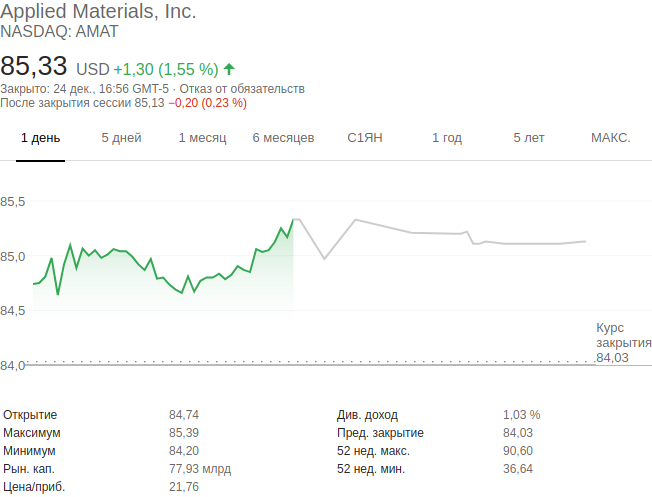 Applied Materials, Inc.
NASDAQ: AMAT
85,33 USD +1,30 (1,55 %)
Закрыто: 24 дек., 16:56 GMT-5 · Отказ от обязательств
После закрытия сессии 85,13 −0,20 (0,23 %)
1 день 5 дней 1 месяц 6 месяцев С1ЯН 1 год 5 лет МАКС.
85,5
85,0
84,5
84,0
Курс
закрытия
84,03
Открытие 84,74 Див. доход 1,03 %
Максимум 85,39 Пред. закрытие 84,03
Минимум 84,20 52 нед. макс. 90,60
Рын. кап. 77,93 млрд 52 нед. мин. 36,64
Цена/приб. 21,76